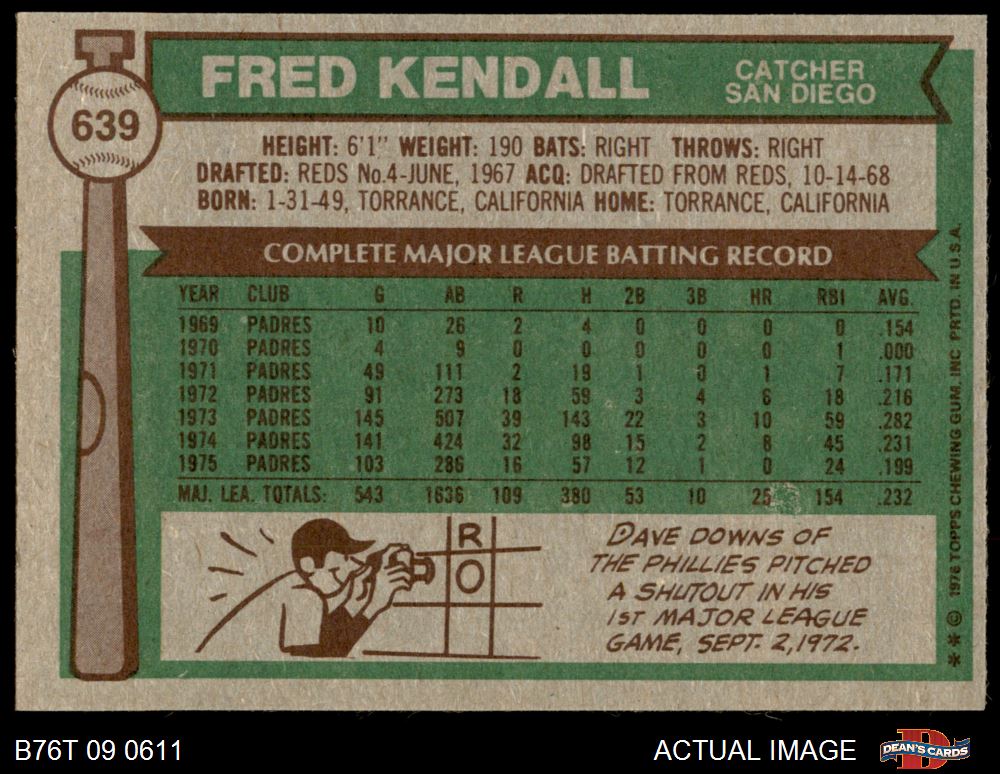 639
FRED KENDALL
CATCHER
SAN DIEGO
HEIGHT: 6'1" WEIGHT: 190 BATS: RIGHT THROWS: RIGHT
DRAFTED: REDS No.4-JUNE, 1967 ACQ: DRAFTED FROM REDS, 10-14-68
BORN: 1-31-49, TORRANCE, CALIFORNIA HOME: TORRANCE, CALIFORNIA
COMPLETE MAJOR LEAGUE BATTING RECORD
YEAR CLUB G AB R H 2B 3B HR RBI AVG.
1969 PADRES 10 26 2 4 0 0 0 0 .154
1970 PADRES 4 9 0 0 0 0 0 1 .000
1971 PADRES 49 111 2 19 1 0 1 7 .171
1972 PADRES 91 273 18 59 3 4 6 18 .216
1973 PADRES 145 507 39 143 22 3 10 59 .282
1974 PADRES 141 424 32 98 15 2 8 45 .231
1975 PADRES 103 286 16 57 12 1 0 24 .199
MAJ. LEA. TOTALS: 543 1636 109 380 53 10 25 154 .232
R
O
DAVE DOWNS OF
THE PHILLIES PITCHED
A SHUTOUT IN HIS
1ST MAJOR LEAGUE
GAME, SEPT. 2, 1972.
* * © 1976 TOPPS CHEWING GUM, INC PRTD. IN U.S.A.
B76T 09 0611
ACTUAL IMAGE
DEAN'S CARDS